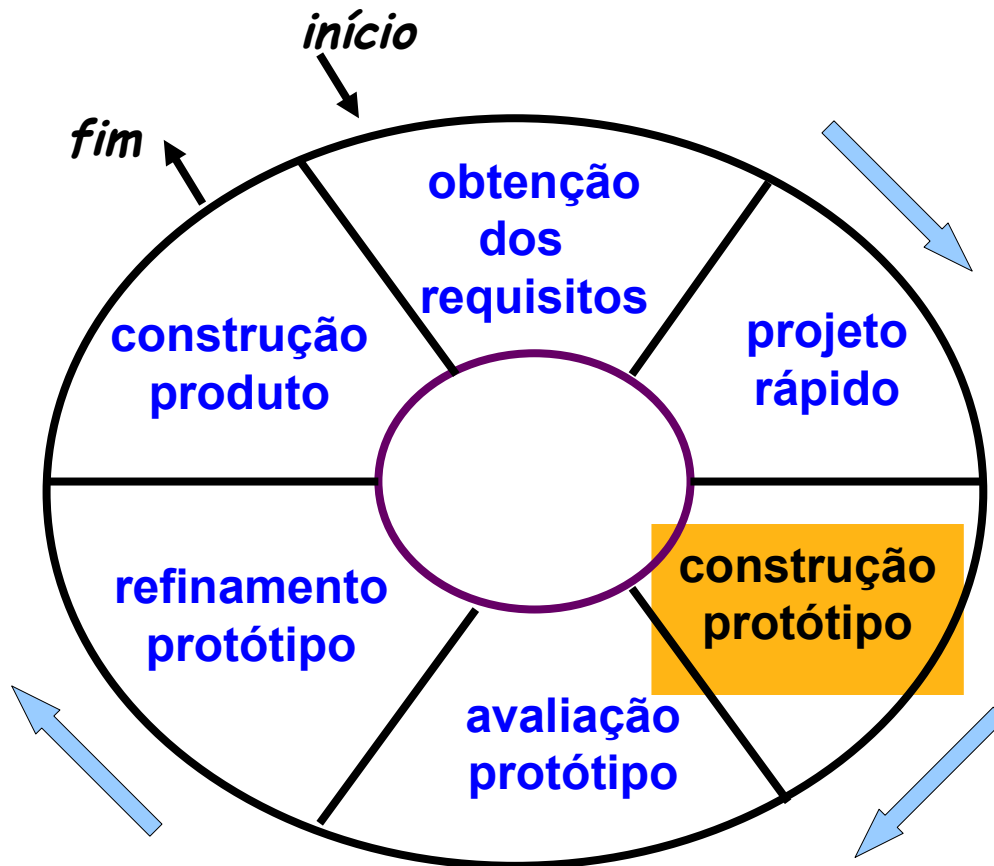 início
fim
obtenção
dos
requisitos
projeto
rápido
construção
protótipo
avaliação
protótipo
refinamento
protótipo
construção
produto